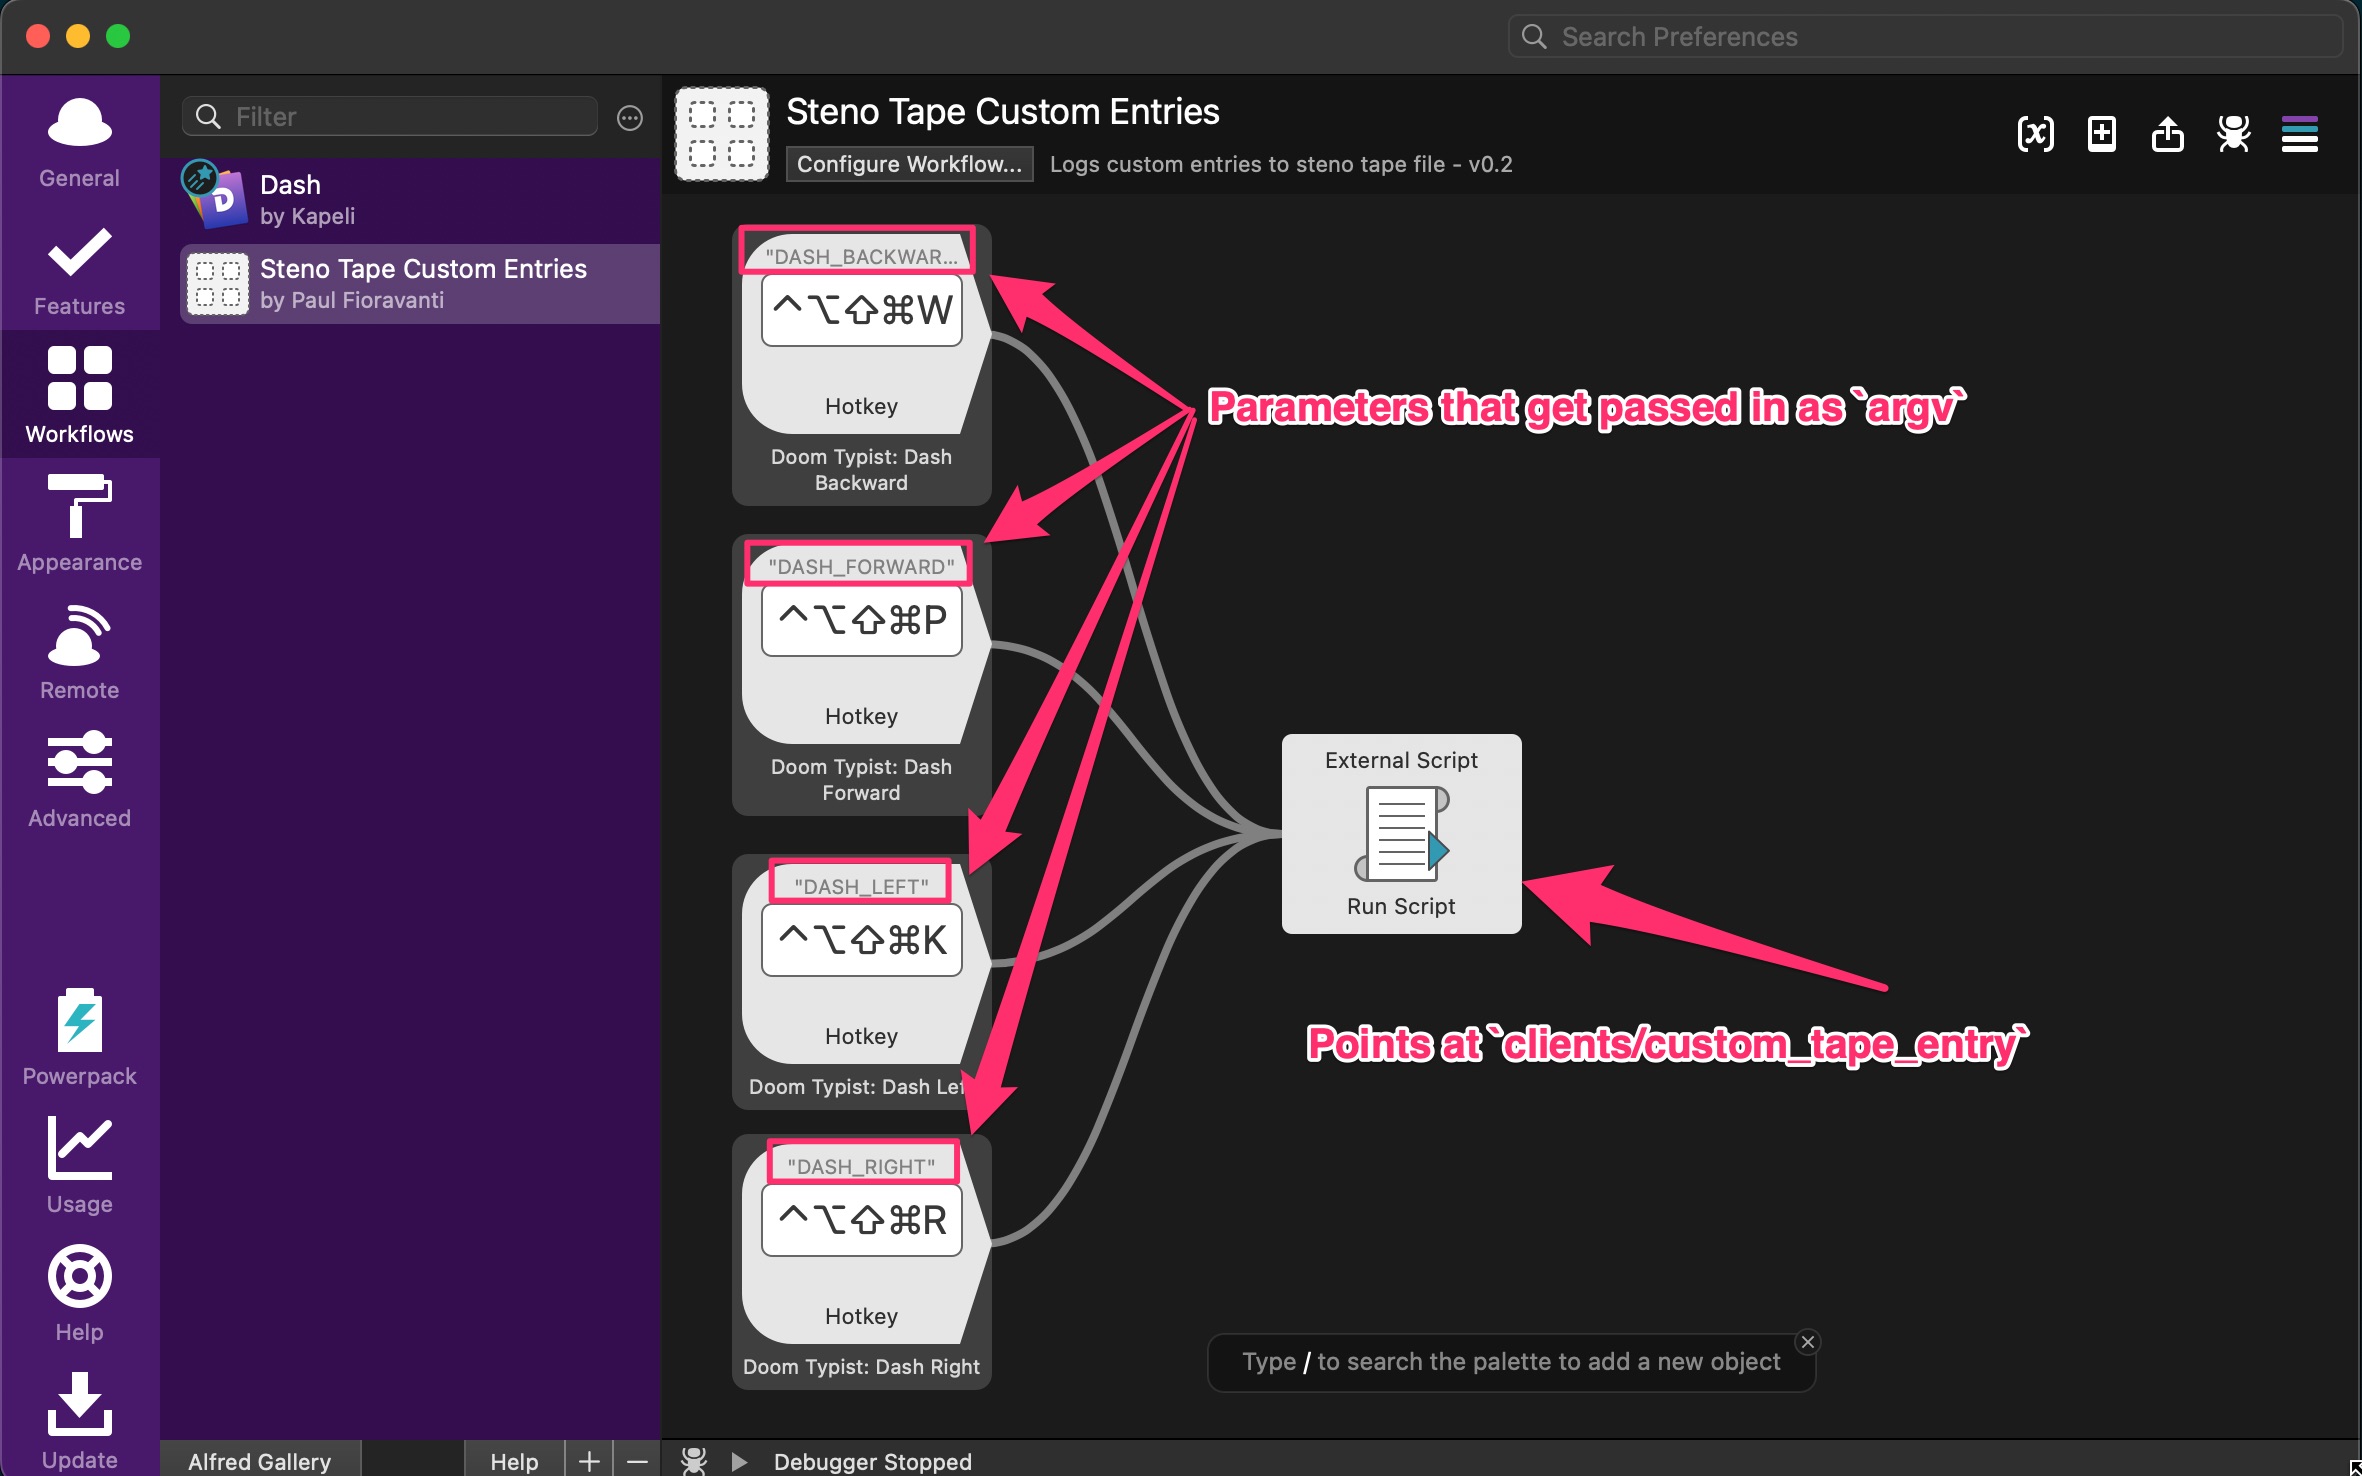 Search Preferences
General
Features
Workflows
Appearance
Remote
Advanced
Powerpack
Usage
Help
Update
Filter
Dash
by Kapeli
Steno Tape Custom Entries
by Paul Fioravanti
Alfred Gallery
Help
Steno Tape Custom Entries
Configure Workflow...
Logs custom entries to steno tape file - v0.2
"DASH_BACKWAR...
^⌥⇧⌘W
Hotkey
Doom Typist: Dash
Backward
"DASH_FORWARD"
^⌥⇧⌘P
Hotkey
Doom Typist: Dash
Forward
"DASH_LEFT"
^⌥⇧⌘K
Hotkey
Doom Typist: Dash Lef
"DASH_RIGHT"
^⌥⇧⌘R
Hotkey
Doom Typist: Dash Right
Parameters that get passed in as `argv`
External Script
Run Script
Points at `clients/custom_tape_entry`
Type / to search the palette to add a new object
Debugger Stopped